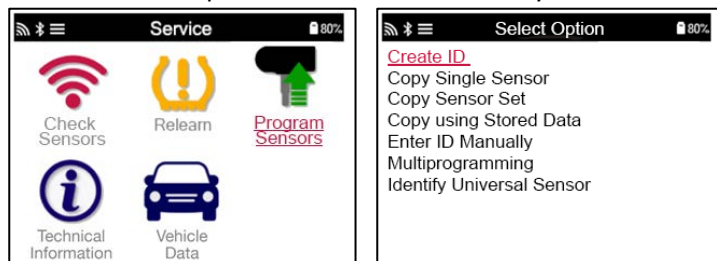 Service
80%
Check
Sensors
Relearn
Program
Sensors
Technical
Information
Vehicle
Data
Select Option
80%
Create ID
Copy Single Sensor
Copy Sensor Set
Copy using Stored Data
Enter ID Manually
Multiprogramming
Identify Universal Sensor